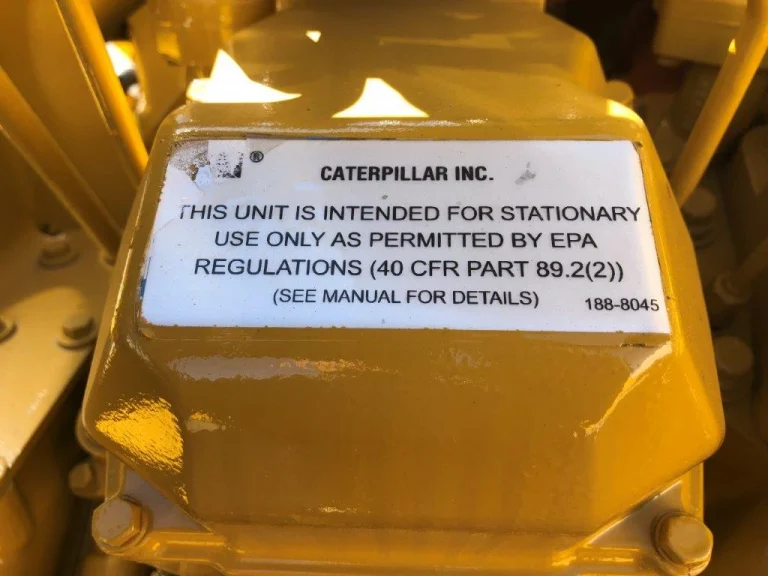 ®
CATERPILLAR INC.
THIS UNIT IS INTENDED FOR STATIONARY
USE ONLY AS PERMITTED BY EPA
REGULATIONS (40 CFR PART 89.2(2))
(SEE MANUAL FOR DETAILS)
188-8045